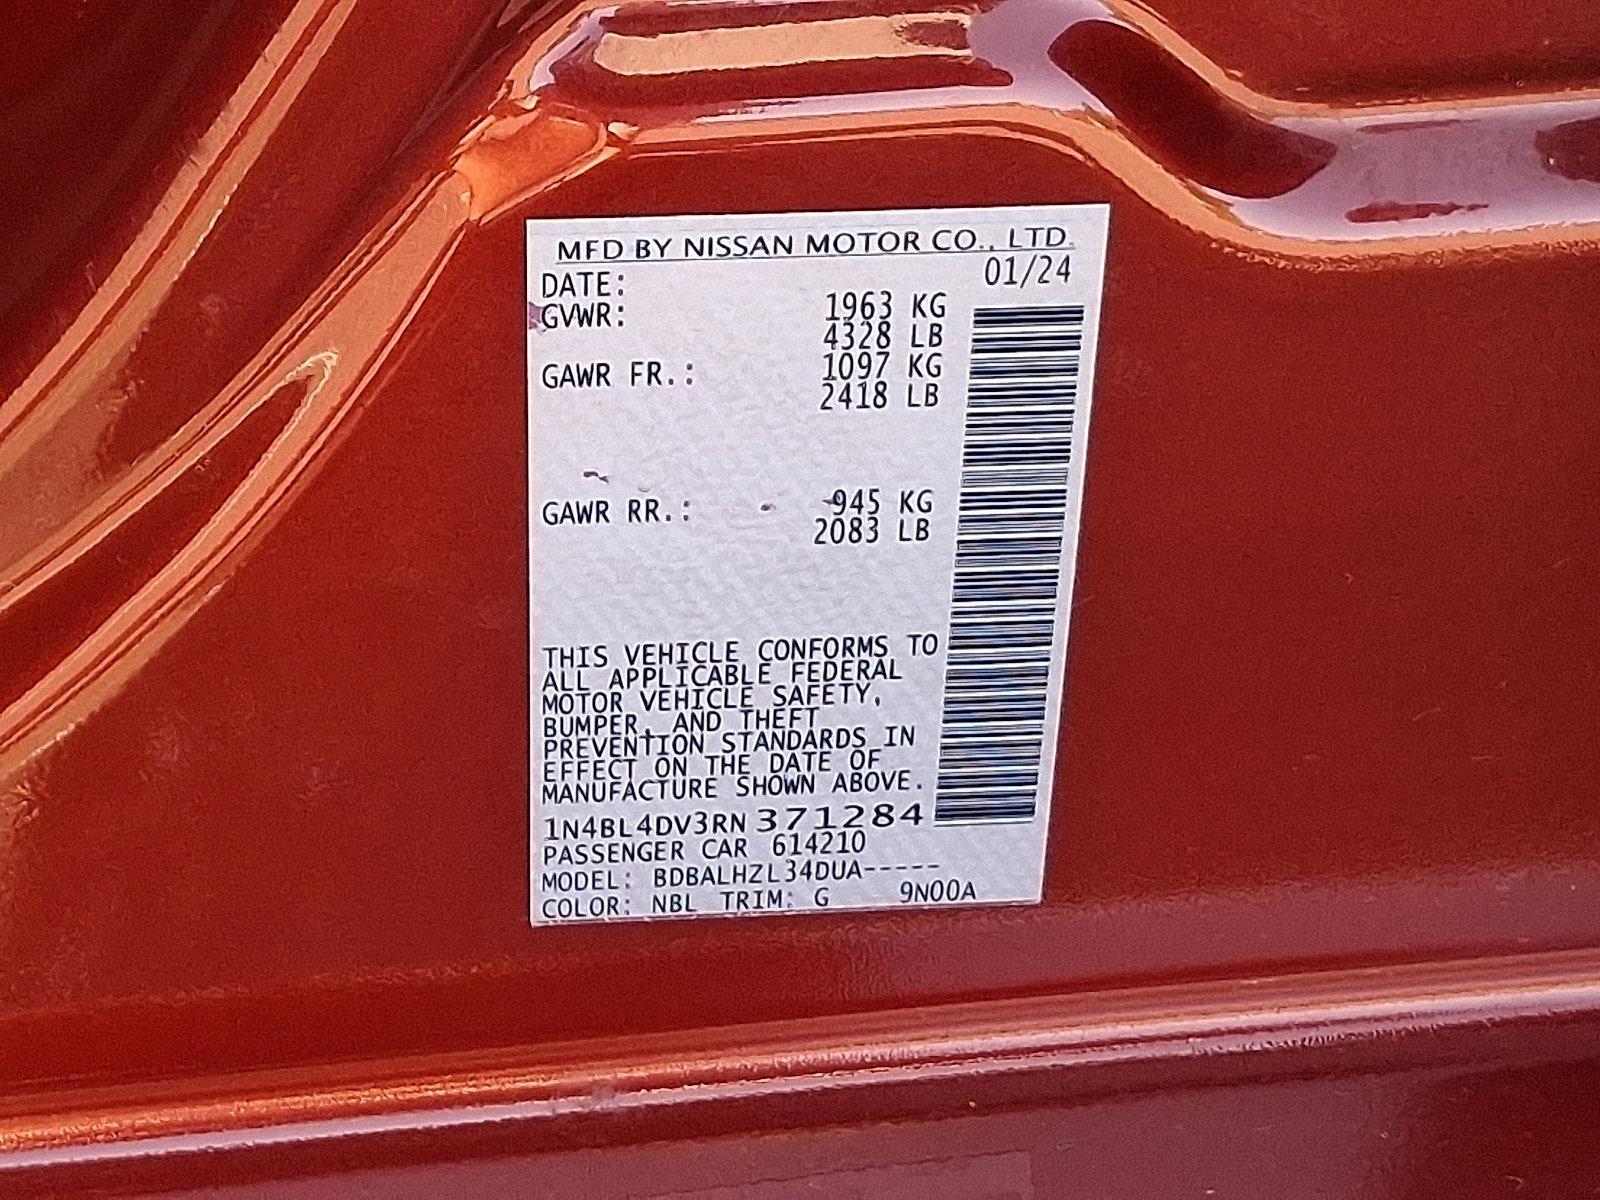 MFD BY NISSAN MOTOR CO., LTD.
DATE: 01/24
GVWR: 1963 KG
4328 LB
GAWR FR.: 1097 KG
2418 LB
GAWR RR.: 945 KG
2083 LB
THIS VEHICLE CONFORMS TO
ALL APPLICABLE FEDERAL
MOTOR VEHICLE SAFETY,
BUMPER, AND THEFT
PREVENTION STANDARDS IN
EFFECT ON THE DATE OF
MANUFACTURE SHOWN ABOVE.
1N4BL4DV3RN 371284
PASSENGER CAR 614210
MODEL: BDBALHZL34DUA-----
COLOR: NBL TRIM: G 9N00A